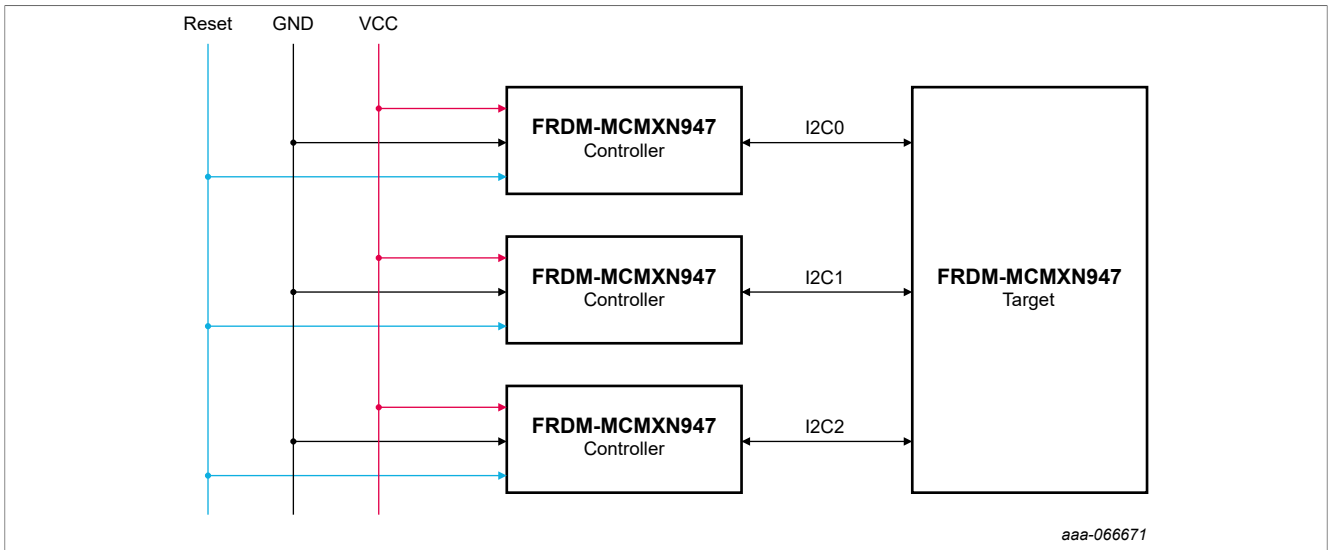 Reset GND VCC
FRDM-MCMXN947
Controller
I2C0
FRDM-MCMXN947
Controller
I2C1
FRDM-MCMXN947
Target
FRDM-MCMXN947
Controller
I2C2
aaa-066671